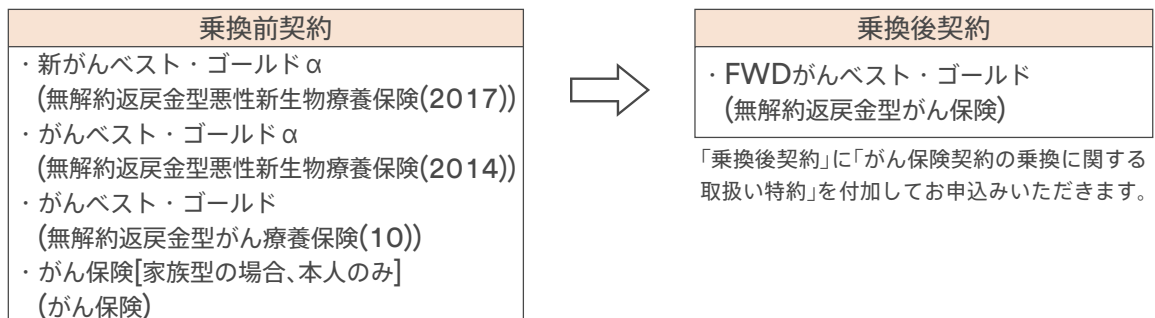 乗換前契約
・新がんベスト・ゴールドα
(無解約返戻金型悪性新生物療養保険(2017))
・がんベスト・ゴールドα
(無解約返戻金型悪性新生物療養保険(2014))
・がんベスト・ゴールド
(無解約返戻金型がん療養保険(10))
・がん保険[家族型の場合、本人のみ]
(がん保険)
乗換後契約
・FWDがんベスト・ゴールド
(無解約返戻金型がん保険)
「乗換後契約」に「がん保険契約の乗換に関する
取扱い特約」を付加してお申込みいただきます。